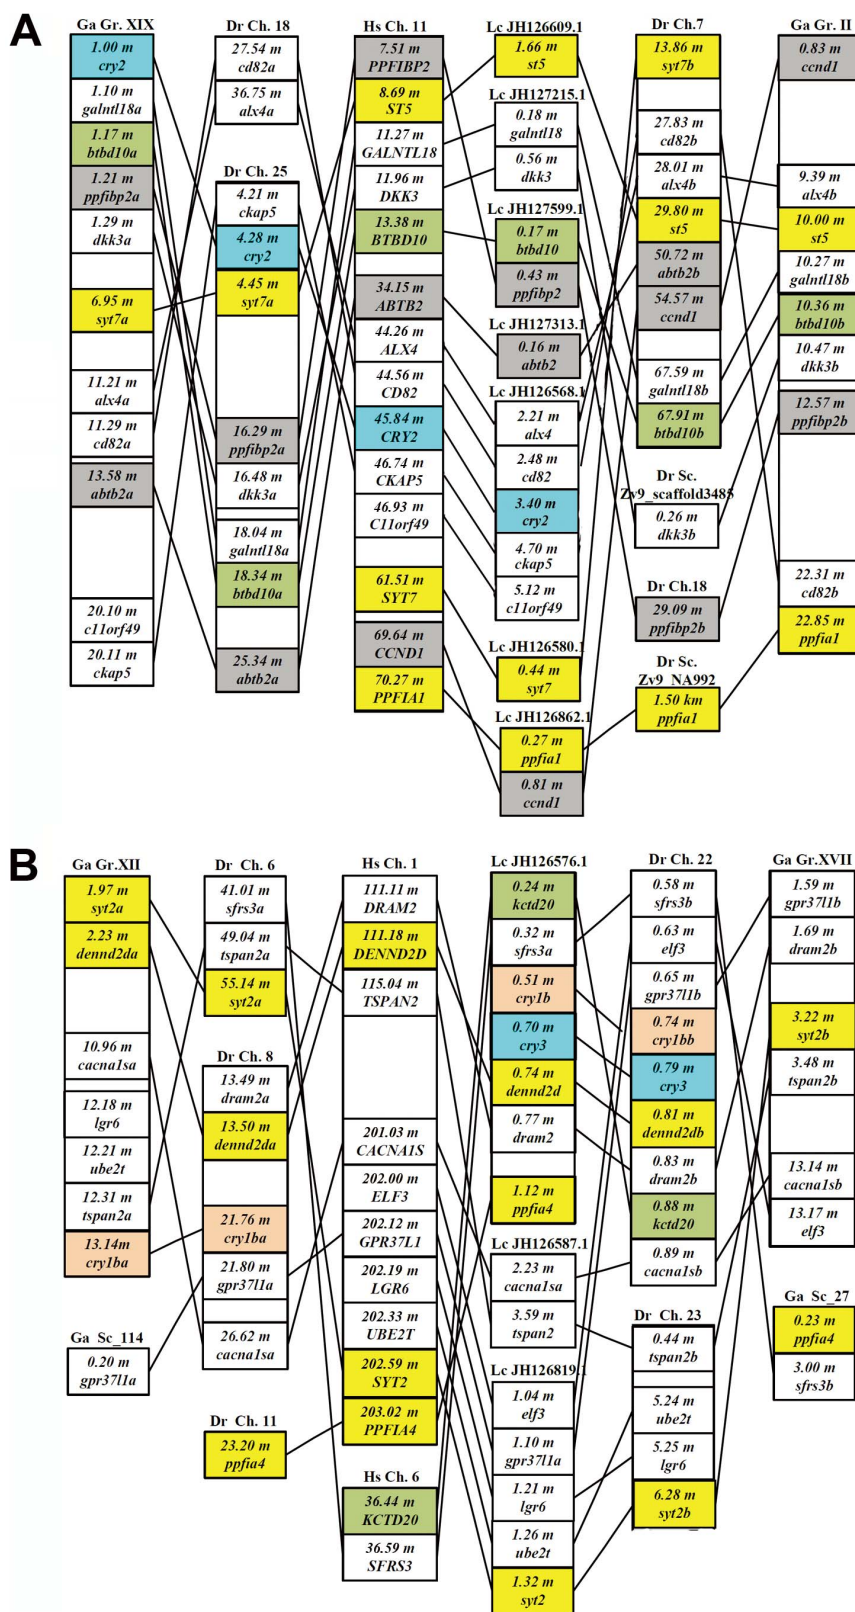 A
Ga Gr. XIX
1.00 m
cry2
1.10 m
galntl18a
1.17 m
btbd10a
1.21 m
ppfibp2a
1.29 m
dkk3a
6.95 m
syt7a
11.21 m
alx4a
11.29 m
cd82a
13.58 m
abtb2a
20.10 m
c11orf49
20.11 m
ckap5
Dr Ch. 18
27.54 m
cd82a
36.75 m
alx4a
Dr Ch. 25
4.21 m
ckap5
4.28 m
cry2
4.45 m
syt7a
16.29 m
ppfibp2a
16.48 m
dkk3a
18.04 m
galntl18a
18.34 m
btbd10a
25.34 m
abtb2a
Hs Ch. 11
7.51 m
PPFIBP2
8.69 m
ST5
11.27 m
GALNTL18
11.96 m
DKK3
13.38 m
BTBD10
34.15 m
ABTB2
44.26 m
ALX4
44.56 m
CD82
45.84 m
CRY2
46.74 m
CKAP5
46.93 m
C11orf49
61.51 m
SYT7
69.64 m
CCND1
70.27 m
PPFIA1
Lc JH126609.1
1.66 m
st5
Lc JH127215.1
0.18 m
galntl18
0.56 m
dkk3
Lc JH127599.1
0.17 m
btbd10
0.43 m
ppfibp2
Lc JH127313.1
0.16 m
abtb2
Lc JH126568.1
2.21 m
alx4
2.48 m
cd82
3.40 m
cry2
4.70 m
ckap5
5.12 m
c11orf49
Lc JH126580.1
0.44 m
syt7
Lc JH126862.1
0.27 m
ppfia1
0.81 m
ccnd1
Dr Ch.7
13.86 m
syt7b
27.83 m
cd82b
28.01 m
alx4b
29.80 m
st5
50.72 m
abtb2b
54.57 m
ccnd1
67.59 m
galntl18b
67.91 m
btbd10b
Dr Sc.
Zv9_scaffold3485
0.26 m
dkk3b
Dr Ch.18
29.09 m
ppfibp2b
Dr Sc.
Zv9_NA992
1.50 km
ppfia1
Ga Gr. II
0.83 m
ccnd1
9.39 m
alx4b
10.00 m
st5
10.27 m
galntl18b
10.36 m
btbd10b
10.47 m
dkk3b
12.57 m
ppfibp2b
22.31 m
cd82b
22.85 m
ppfia1
B
Ga Gr.XII
1.97 m
syt2a
2.23 m
dennd2da
10.96 m
cacna1sa
12.18 m
lgr6
12.21 m
ube2t
12.31 m
tspan2a
13.14m
cry1ba
Ga Sc_114
0.20 m
gpr37l1a
Dr Ch. 6
41.01 m
sfrs3a
49.04 m
tspan2a
55.14 m
syt2a
Dr Ch. 8
13.49 m
dram2a
13.50 m
dennd2da
21.76 m
cry1ba
21.80 m
gpr37l1a
26.62 m
cacna1sa
Dr Ch. 11
23.20 m
ppfia4
Hs Ch. 1
111.11 m
DRAM2
111.18 m
DENND2D
115.04 m
TSPAN2
201.03 m
CACNA1S
202.00 m
ELF3
202.12 m
GPR37L1
202.19 m
LGR6
202.33 m
UBE2T
202.59 m
SYT2
203.02 m
PPFIA4
Hs Ch. 6
36.44 m
KCTD20
36.59 m
SFRS3
Lc JH126576.1
0.24 m
kctd20
0.32 m
sfrs3a
0.51 m
cry1b
0.70 m
cry3
0.74 m
dennd2d
0.77 m
dram2
1.12 m
ppfia4
Lc JH126587.1
2.23 m
cacna1sa
3.59 m
tspan2
Lc JH126819.1
1.04 m
elf3
1.10 m
gpr37l1a
1.21 m
lgr6
1.26 m
ube2t
1.32 m
syt2
Dr Ch. 22
0.58 m
sfrs3b
0.63 m
elf3
0.65 m
gpr37l1b
0.74 m
cry1bb
0.79 m
cry3
0.81 m
dennd2db
0.83 m
dram2b
0.88 m
kctd20
0.89 m
cacna1sb
Dr Ch. 23
0.44 m
tspan2b
5.24 m
ube2t
5.25 m
lgr6
6.28 m
syt2b
Ga Gr.XVII
1.59 m
gpr37l1b
1.69 m
dram2b
3.22 m
syt2b
3.48 m
tspan2b
13.14 m
cacna1sb
13.17 m
elf3
Ga Sc_27
0.23 m
ppfia4
3.00 m
sfrs3b